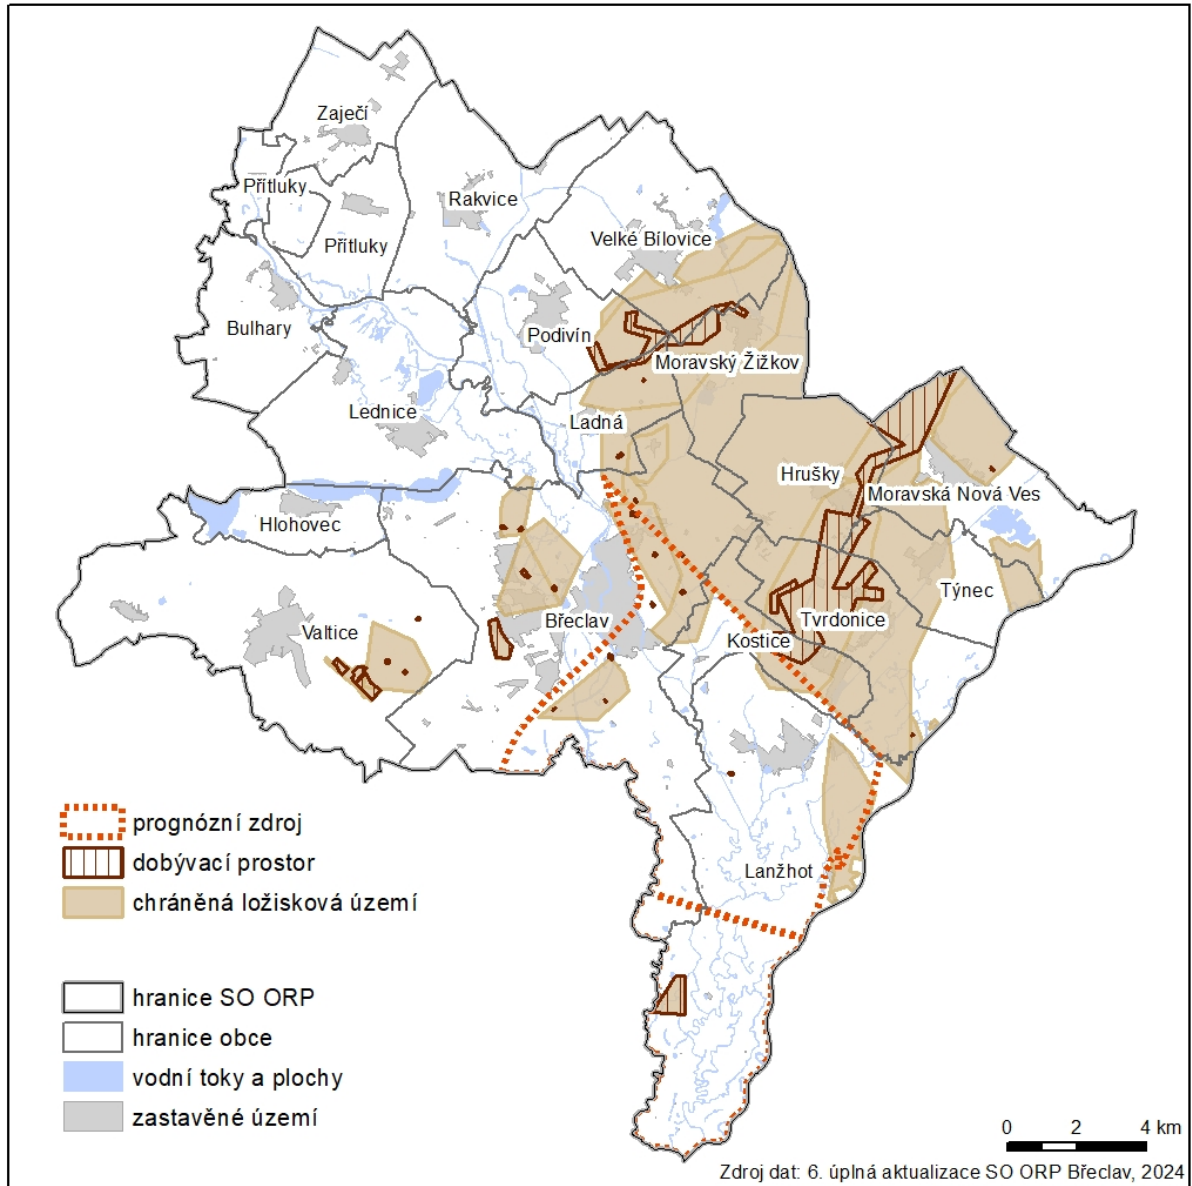 Zaječí
Přítluky
Rakvice
Přítluky
Velké Bílovice
Bulhary
Podivín
Moravský Žižkov
Lednice
Ladná
Hrušky
Moravská Nová Ves
Hlohovec
Týnec
Valtice
Břeclav
Tvrdonice
Kostice
Lanžhot
prognózní zdroj
dobývací prostor
chráněná ložisková území
hranice SO ORP
hranice obce
vodní toky a plochy
zastavěné území
0 2 4 km
Zdroj dat: 6. úplná aktualizace SO ORP Břeclav, 2024